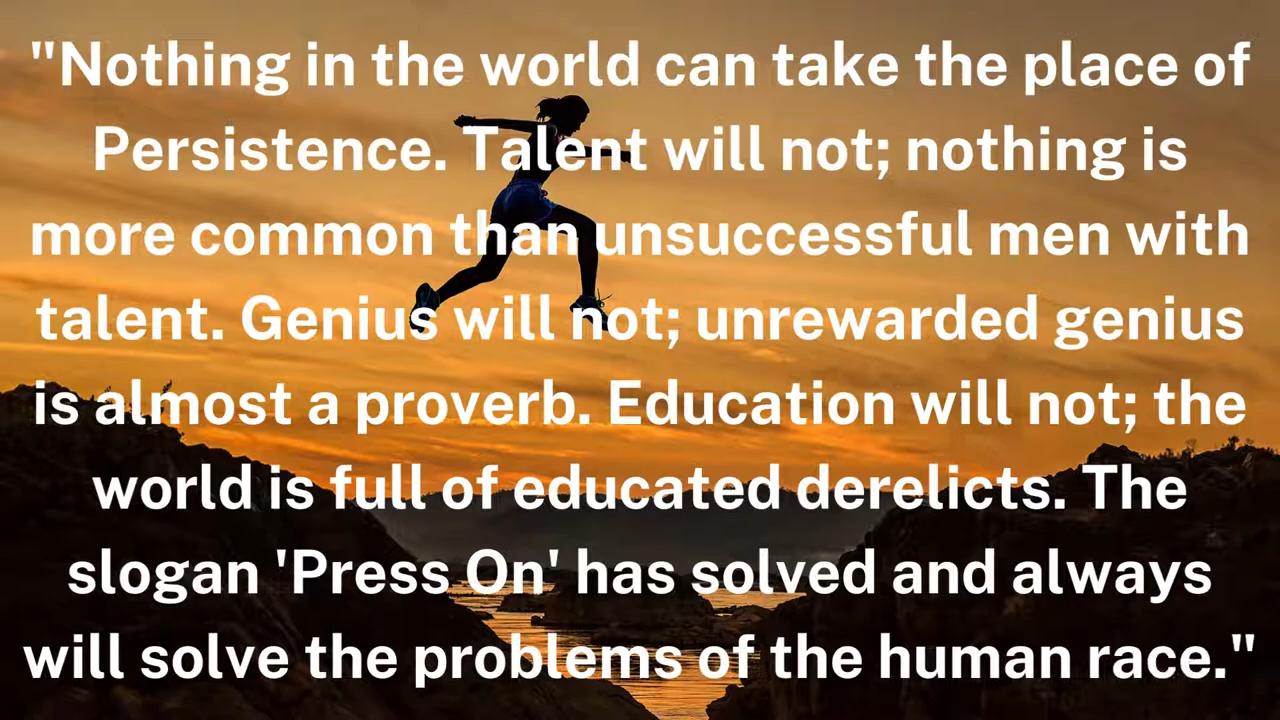 "Nothing in the world can take the place of
Persistence. Talent will not; nothing is
more common than unsuccessful men with
talent. Genius will not; unrewarded genius
is almost a proverb. Education will not; the
world is full of educated derelicts. The
slogan 'Press On' has solved and always
will solve the problems of the human race."